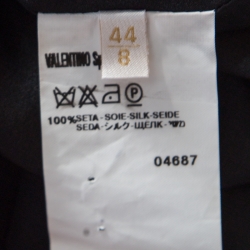 44
8
VALENTINO Sp
100%SETA-SOIE-SILK-SEIDE
SEDA-シルク-ШЕЛК-
04687